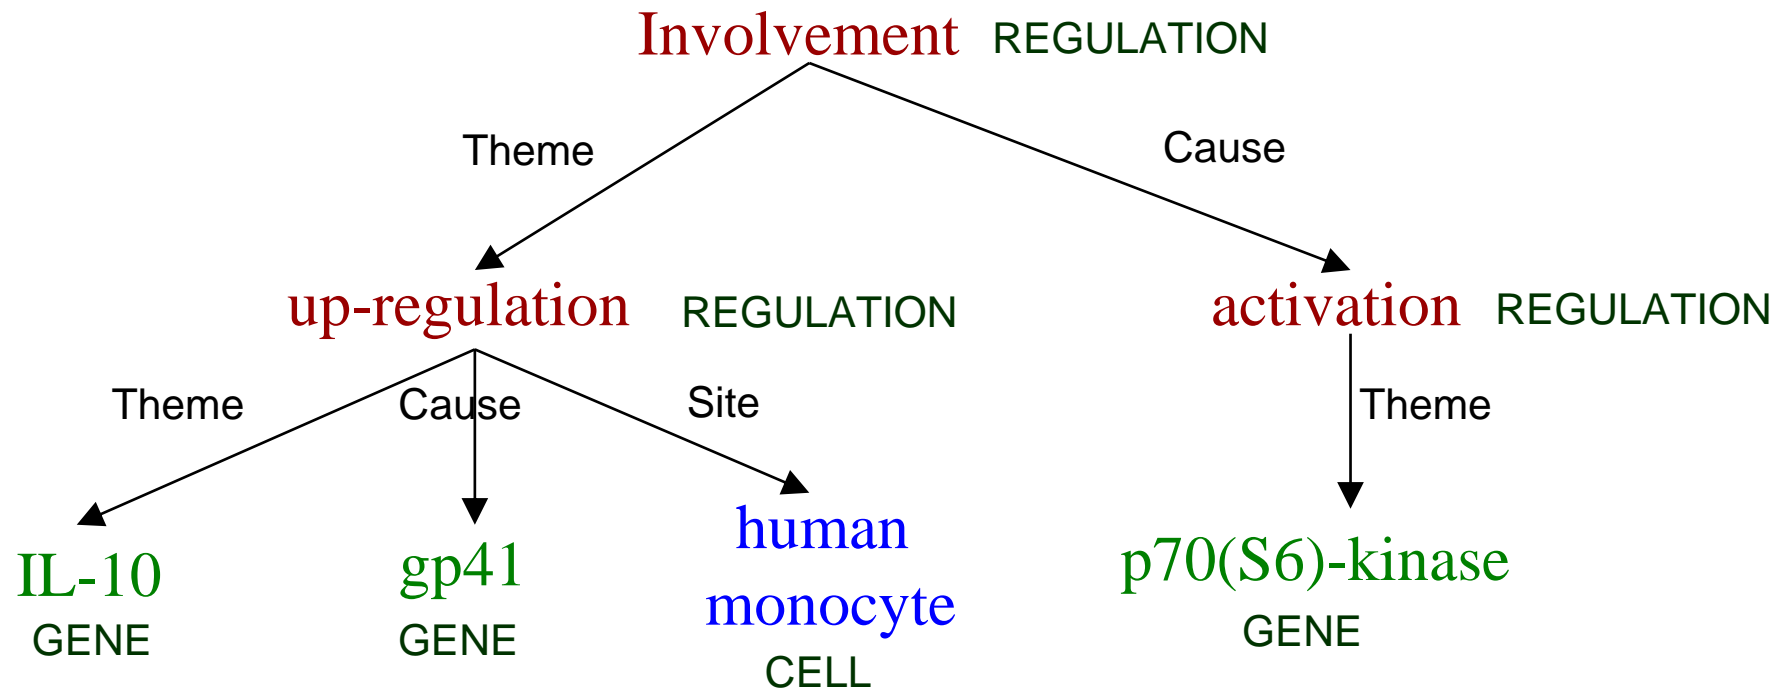 Involvement REGULATION
Theme Cause
up-regulation REGULATION activation REGULATION
Theme Cause Site Theme
IL-10 gp41 human monocyte p70(S6)-kinase
GENE GENE CELL GENE